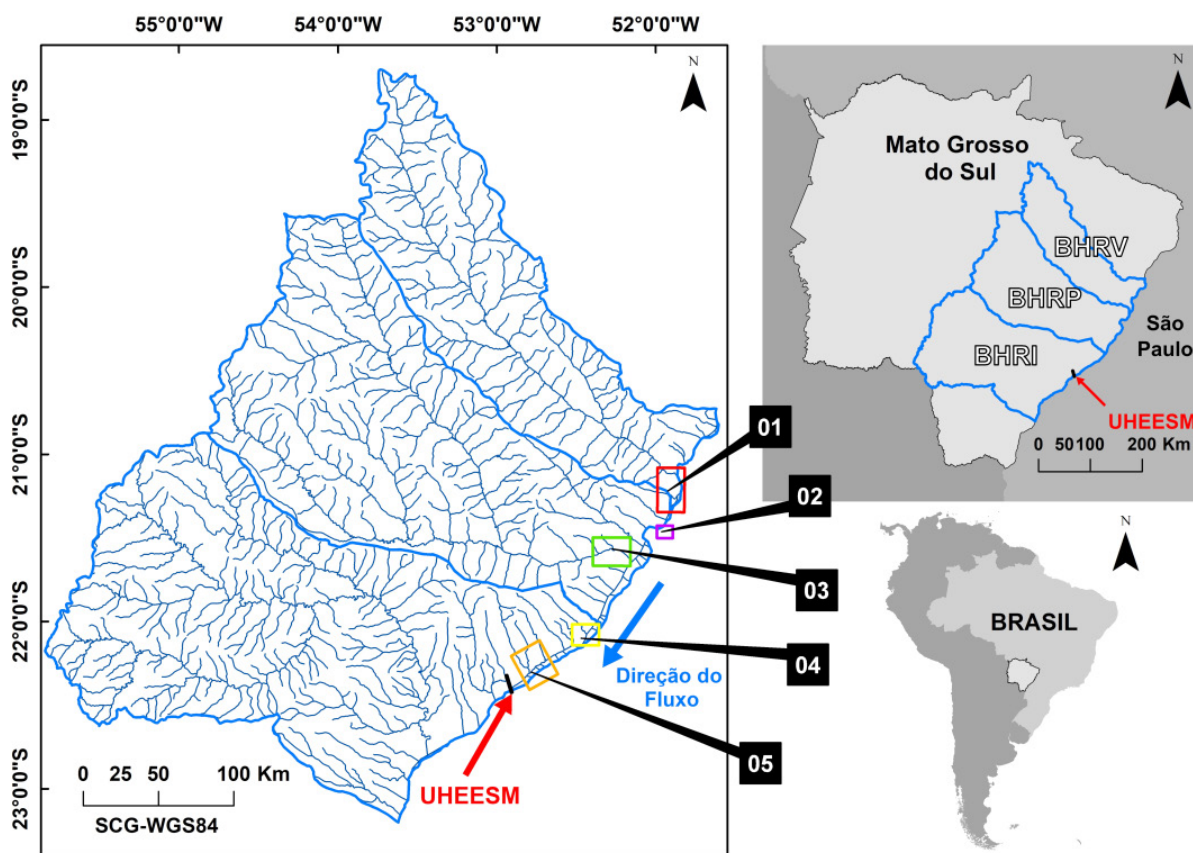 55°0'0"W 54°0'0"W 53°0'0"W 52°0'0"W
19°0'0"S
20°0'0"S
21°0'0"S
22°0'0"S
23°0'0"S
N
01
02
03
04
05
Direção do
Fluxo
UHEESM
0 25 50 100 Km
SCG-WGS84
N
Mato Grosso
do Sul
BHRV
BHRP
BHRI
São
Paulo
UHEESM
0 50 100 200 Km
N
BRASIL